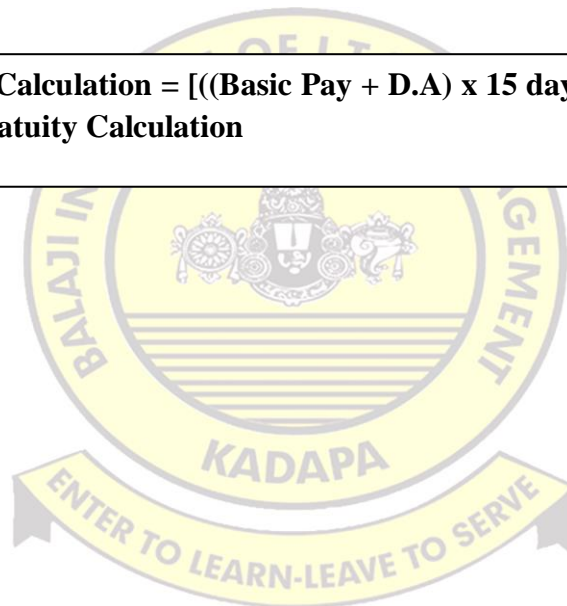 OF I.T
Calculation = [((Basic Pay + D.A) x 15 day
atuity Calculation
BALAJI IN
GEMENT
KADAPA
ENTER TO LEARN-LEAVE TO SERVE